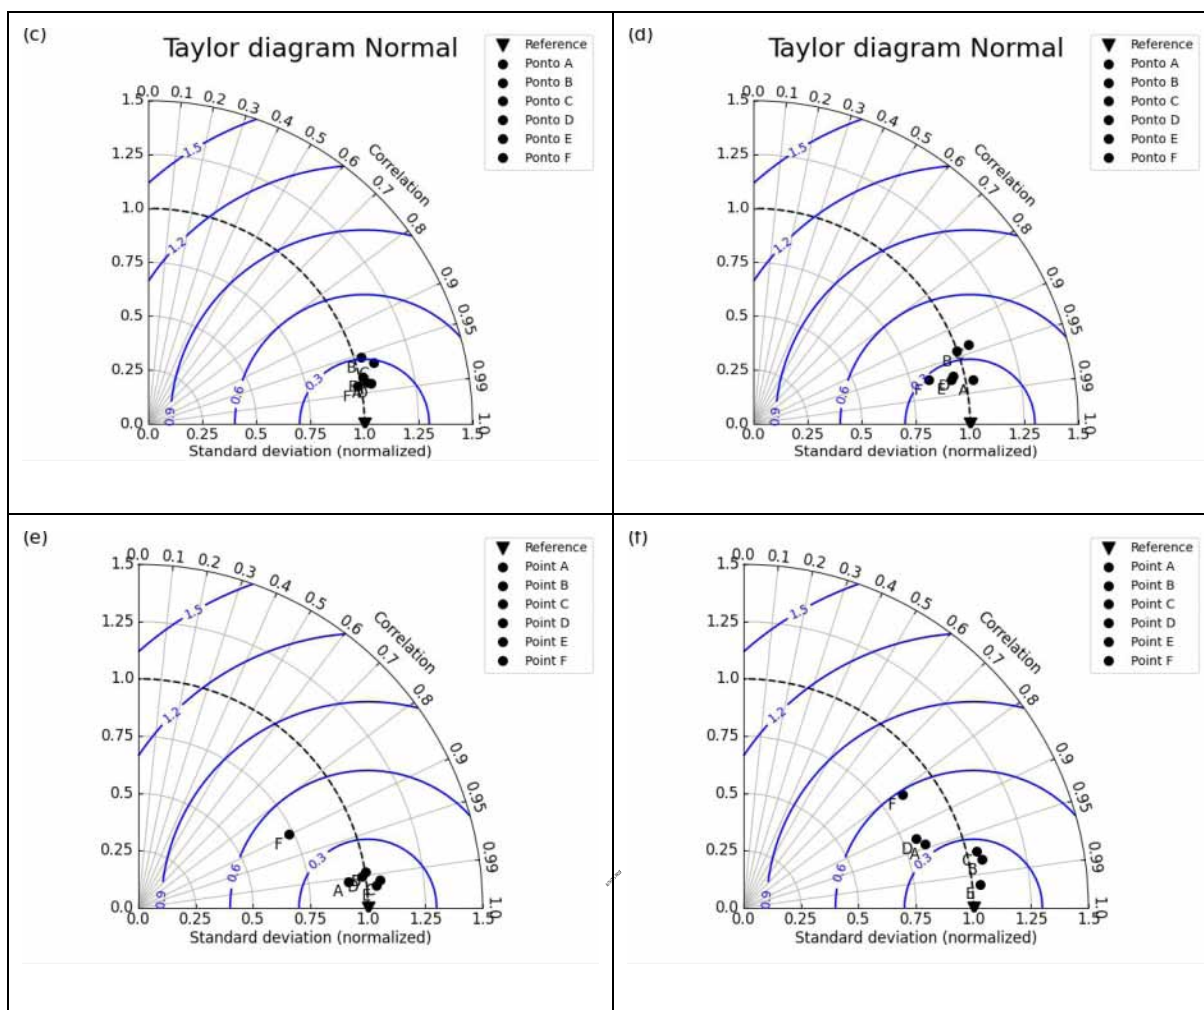 (c)
Taylor diagram Normal
Reference
Ponto A
Ponto B
Ponto C
Ponto D
Ponto E
Ponto F
1.5
1.25
1.0
0.75
0.5
0.25
0.0
0.0 0.1 0.2 0.3 0.4 0.5 0.6 0.7 0.8 0.9 0.95 0.99 1.0
Correlation
1.5
1.2
0.9
0.6
0.3
B
C
F
0.0 0.25 0.5 0.75 1.0 1.25 1.5
Standard deviation (normalized)
(d)
Taylor diagram Normal
Reference
Ponto A
Ponto B
Ponto C
Ponto D
Ponto E
Ponto F
1.5
1.25
1.0
0.75
0.5
0.25
0.0
0.0 0.1 0.2 0.3 0.4 0.5 0.6 0.7 0.8 0.9 0.95 0.99 1.0
Correlation
1.5
1.2
0.9
0.6
B
F
E
A
0.0 0.25 0.5 0.75 1.0 1.25 1.5
Standard deviation (normalized)
(e)
Reference
Point A
Point B
Point C
Point D
Point E
Point F
1.5
1.25
1.0
0.75
0.5
0.25
0.0
0.0 0.1 0.2 0.3 0.4 0.5 0.6 0.7 0.8 0.9 0.95 0.99 1.0
Correlation
1.5
1.2
0.9
0.6
0.3
F
A
D
0.0 0.25 0.5 0.75 1.0 1.25 1.5
Standard deviation (normalized)
(f)
Reference
Point A
Point B
Point C
Point D
Point E
Point F
1.5
1.25
1.0
0.75
0.5
0.25
0.0
0.0 0.1 0.2 0.3 0.4 0.5 0.6 0.7 0.8 0.9 0.95 0.99 1.0
Correlation
1.5
1.2
0.9
0.6
0.3
F
D
A
C
B
E
0.0 0.25 0.5 0.75 1.0 1.25 1.5
Standard deviation (normalized)